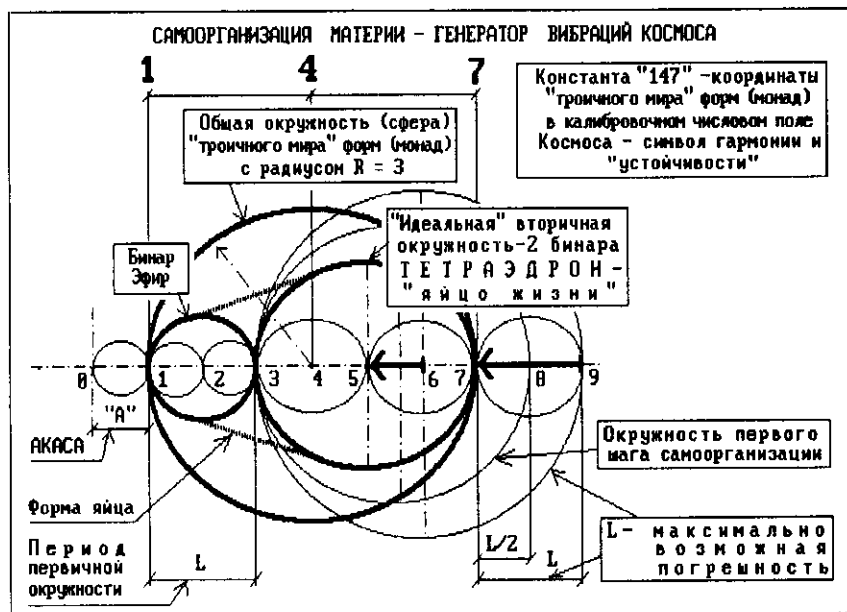 САМООРГАНИЗАЦИЯ МАТЕРИИ - ГЕНЕРАТОР ВИБРАЦИЙ КОСМОСА
1 4 7
Константа "147" -координаты
"троичного мира" форм (монад)
в калибровочном числовом поле
Космоса - символ гармонии и
"устойчивости"
Общая окружность (сфера)
"троичного мира" форм (монад)
с радиусом R = 3
"Идеальная" вторичная
окружность-2 бинара
ТЕТРАЭДРОН-
"яйцо жизни"
Бинар
Эфир
0 1 2 3 4 5 6 7 8 9
"А"
АКАСА
Окружность первого
шага самоорганизации
Форма яйца
Период
первичной
окружности
L
L/2
L
L- максимально
возможная
погрешность